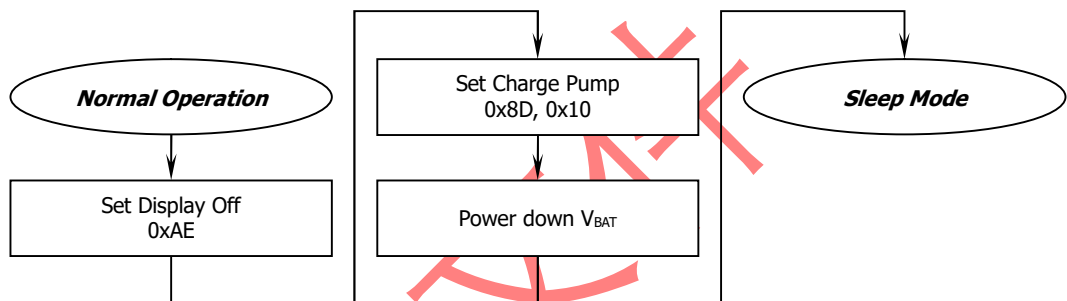 Normal Operation
Set Display Off
0xAE
Set Charge Pump
0x8D, 0x10
Power down VBAT
Sleep Mode